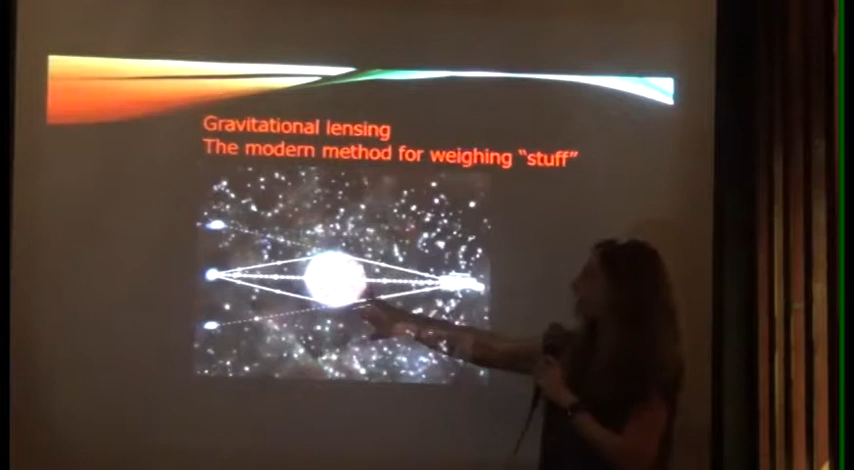 Gravitational lensing
The modern method for weighing “stuff”